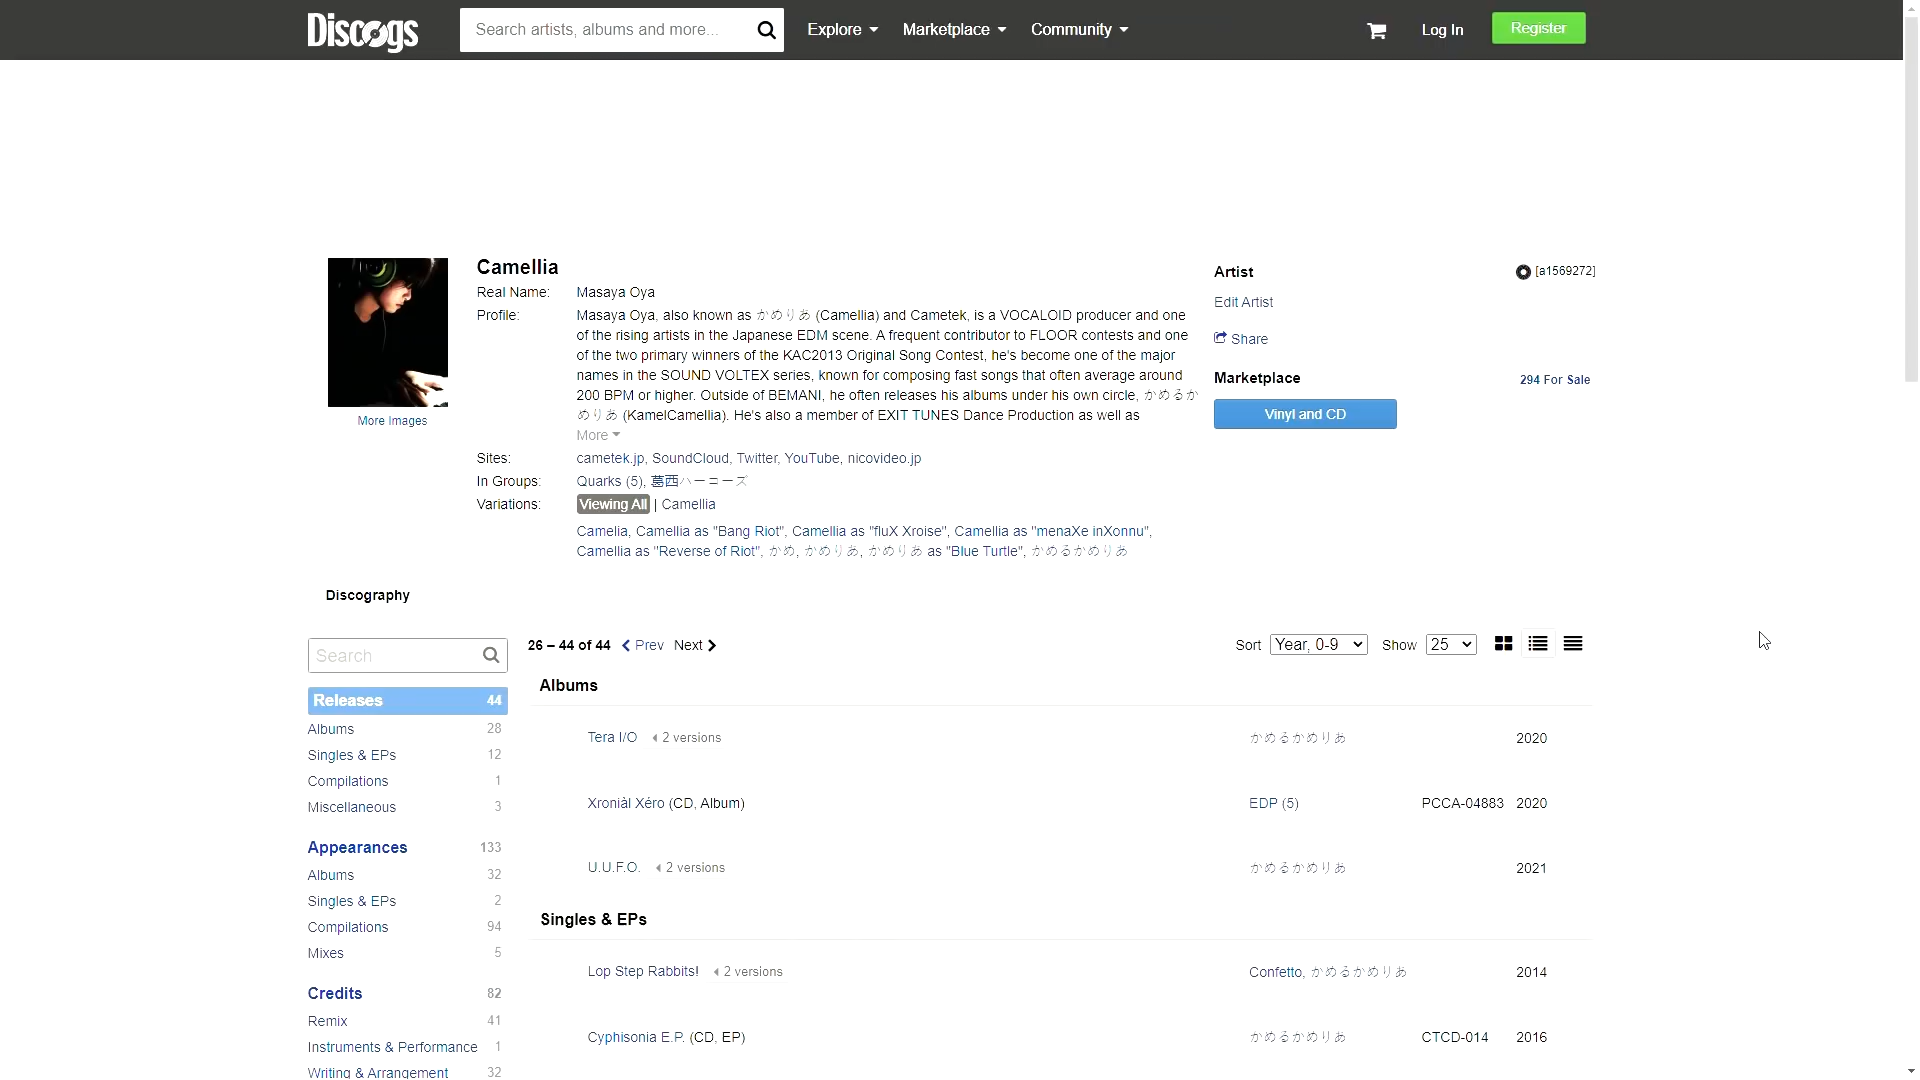 Discogs
Search artists, albums and more...
Explore
Marketplace
Community
Log In
Register
More Images
Camellia
Real Name: Masaya Oya
Profile: Masaya Oya, also known as かめりあ (Camellia) and Cametek, is a VOCALOID producer and one
of the rising artists in the Japanese EDM scene. A frequent contributor to FLOOR contests and one
of the two primary winners of the KAC2013 Original Song Contest, he's become one of the major
names in the SOUND VOLTEX series, known for composing fast songs that often average around
200 BPM or higher. Outside of BEMANI, he often releases his albums under his own circle, かめるか
めりあ (KamelCamellia). He's also a member of EXIT TUNES Dance Production as well as
More
Sites: cametek.jp, SoundCloud, Twitter, YouTube, nicovideo.jp
In Groups: Quarks (5), 葛西ハーコーズ
Variations: Viewing All | Camellia
Camelia, Camellia as "Bang Riot", Camellia as "fluX Xroise", Camellia as "menaXe inXonnu",
Camellia as "Reverse of Riot", かめ, かめりあ, かめりあ as "Blue Turtle", かめるかめりあ
Artist [a1569272]
Edit Artist
Share
Marketplace 294 For Sale
Vinyl and CD
Discography
Search
Releases 44
Albums 28
Singles & EPs 12
Compilations 1
Miscellaneous 3
Appearances 133
Albums 32
Singles & EPs 2
Compilations 94
Mixes 5
Credits 82
Remix 41
Instruments & Performance 1
Writing & Arrangement 32
26 – 44 of 44 Prev Next
Sort Year, 0-9 Show 25
Albums
Tera I/O 2 versions かめるかめりあ 2020
Xroniàl Xéro (CD, Album) EDP (5) PCCA-04883 2020
U.U.F.O. 2 versions かめるかめりあ 2021
Singles & EPs
Lop Step Rabbits! 2 versions Confetto, かめるかめりあ 2014
Cyphisonia E.P. (CD, EP) かめるかめりあ CTCD-014 2016